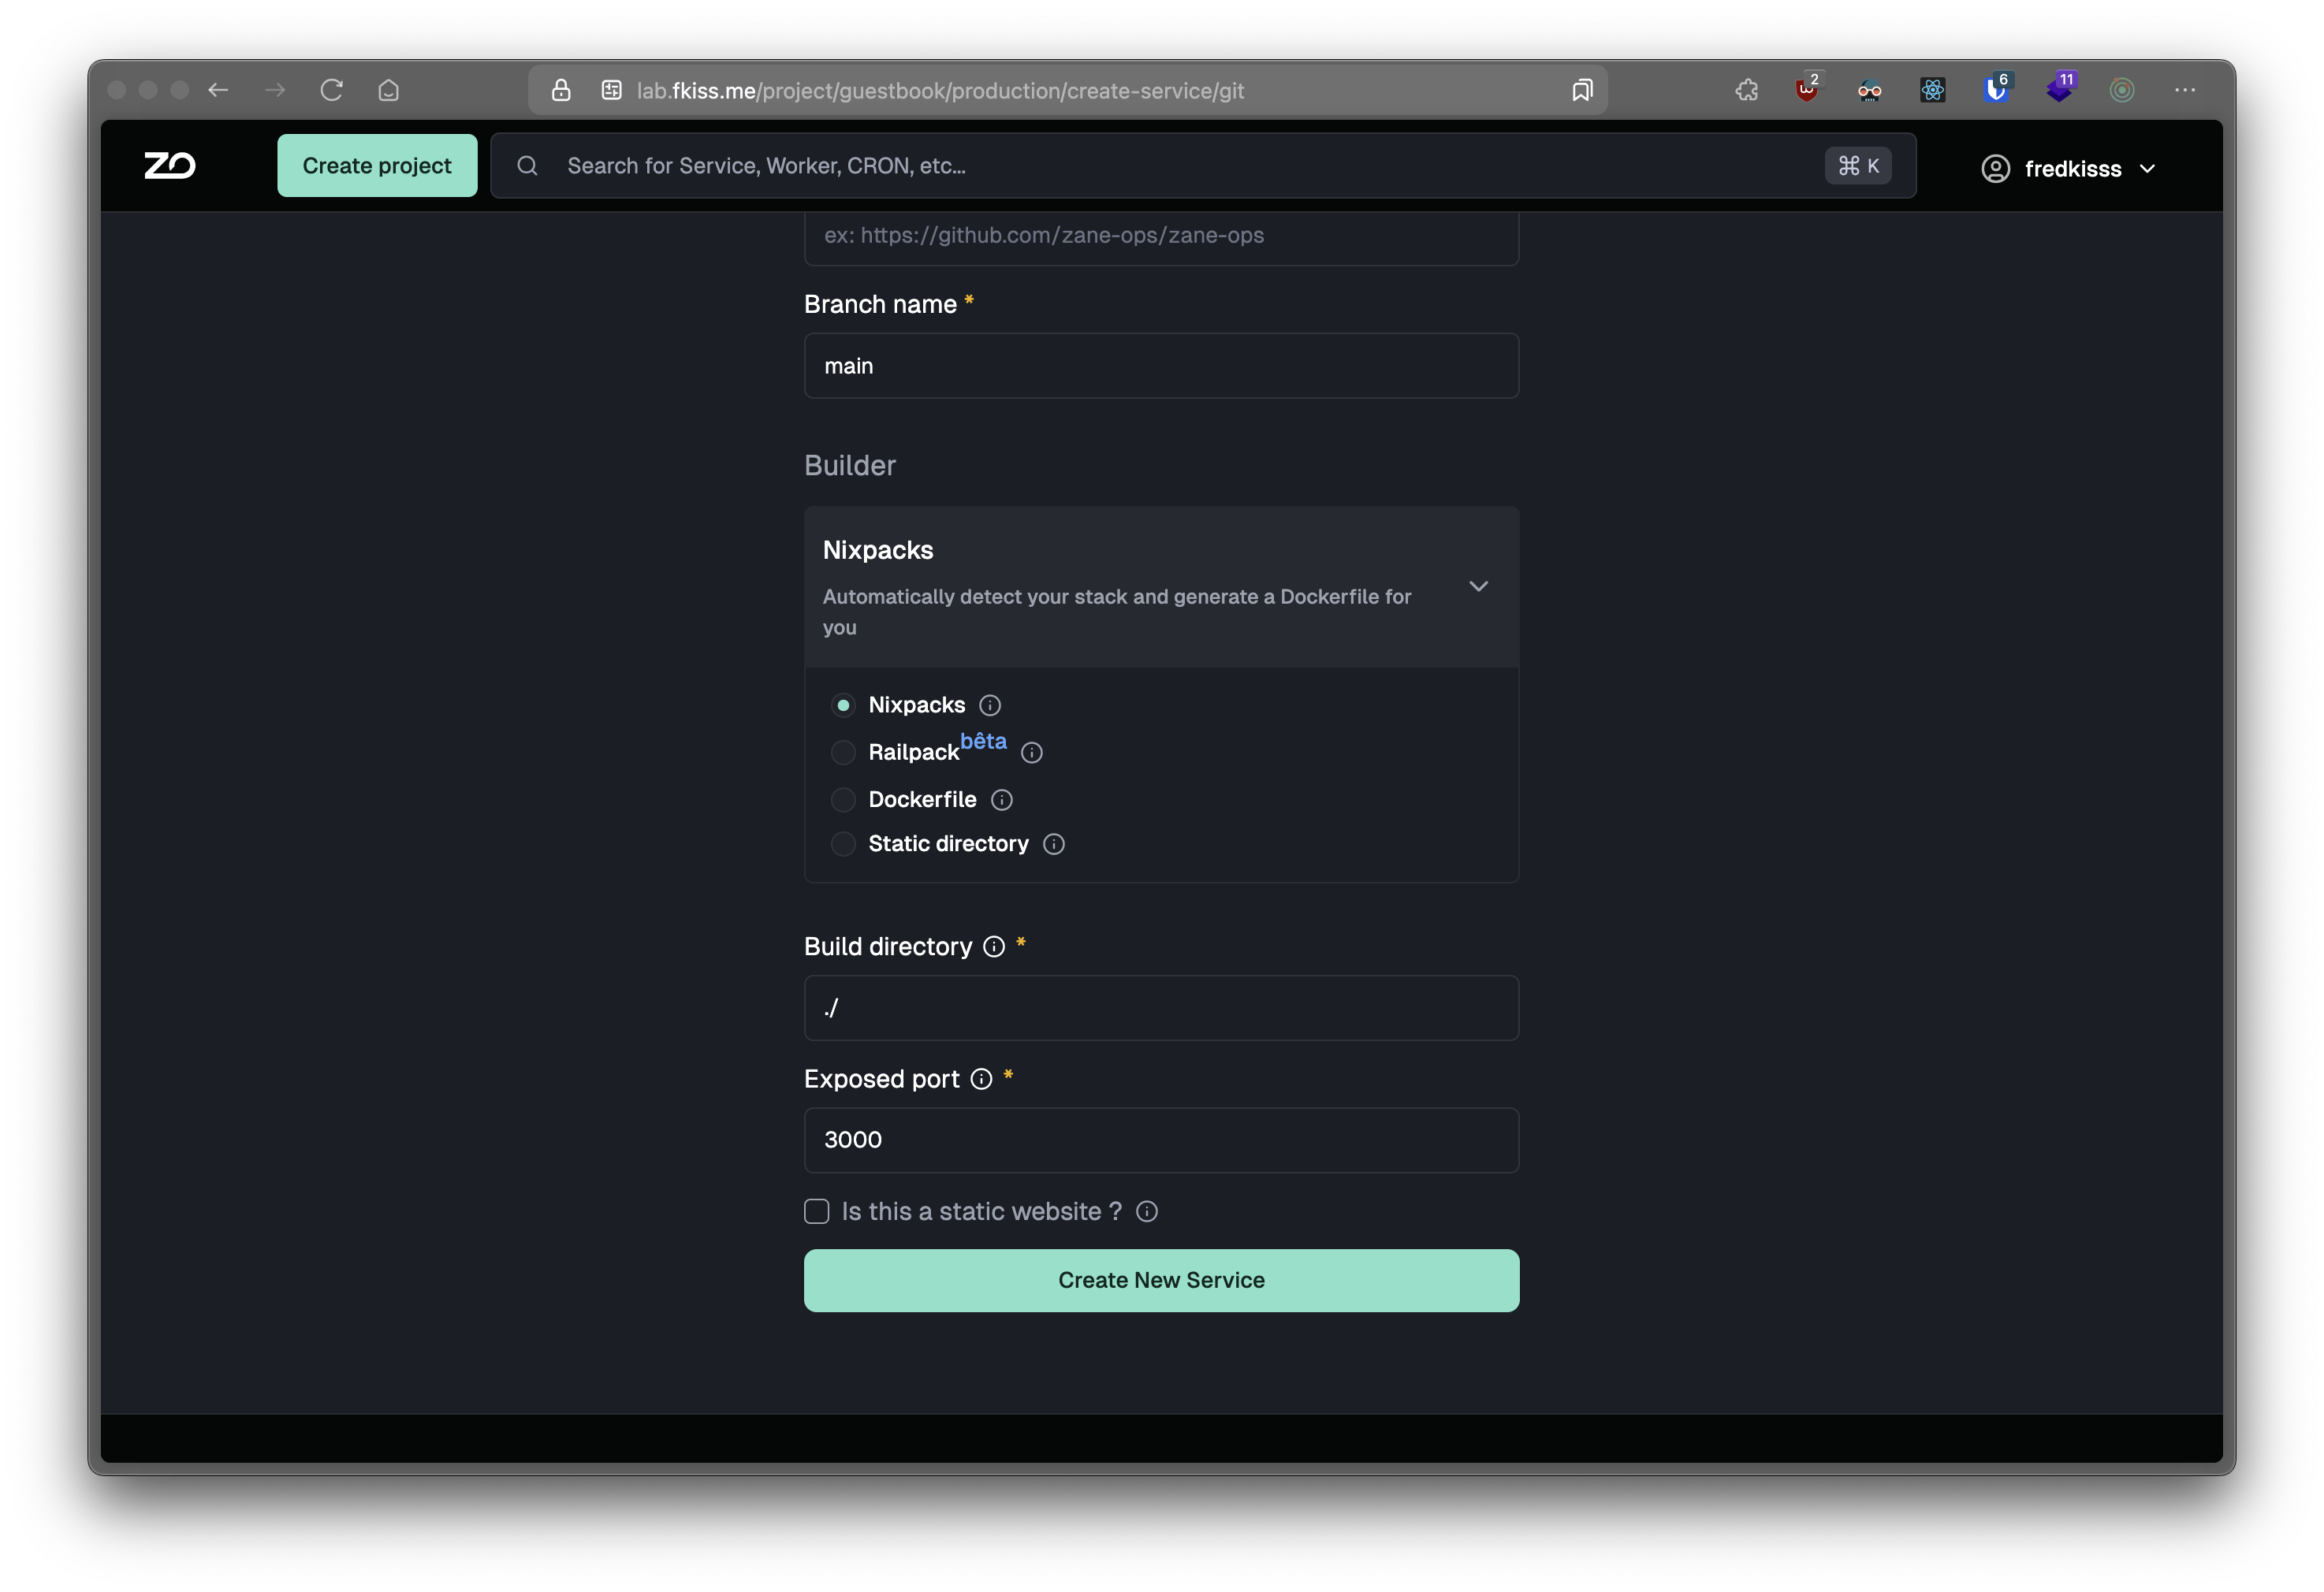 lab.fkiss.me/project/guestbook/production/create-service/git
2
6
11
ZO
Create project
Search for Service, Worker, CRON, etc...
⌘ K
fredkisss
ex: https://github.com/zane-ops/zane-ops
Branch name *
main
Builder
Nixpacks
Automatically detect your stack and generate a Dockerfile for
you
Nixpacks
Railpack bêta
Dockerfile
Static directory
Build directory *
./
Exposed port *
3000
Is this a static website ?
Create New Service